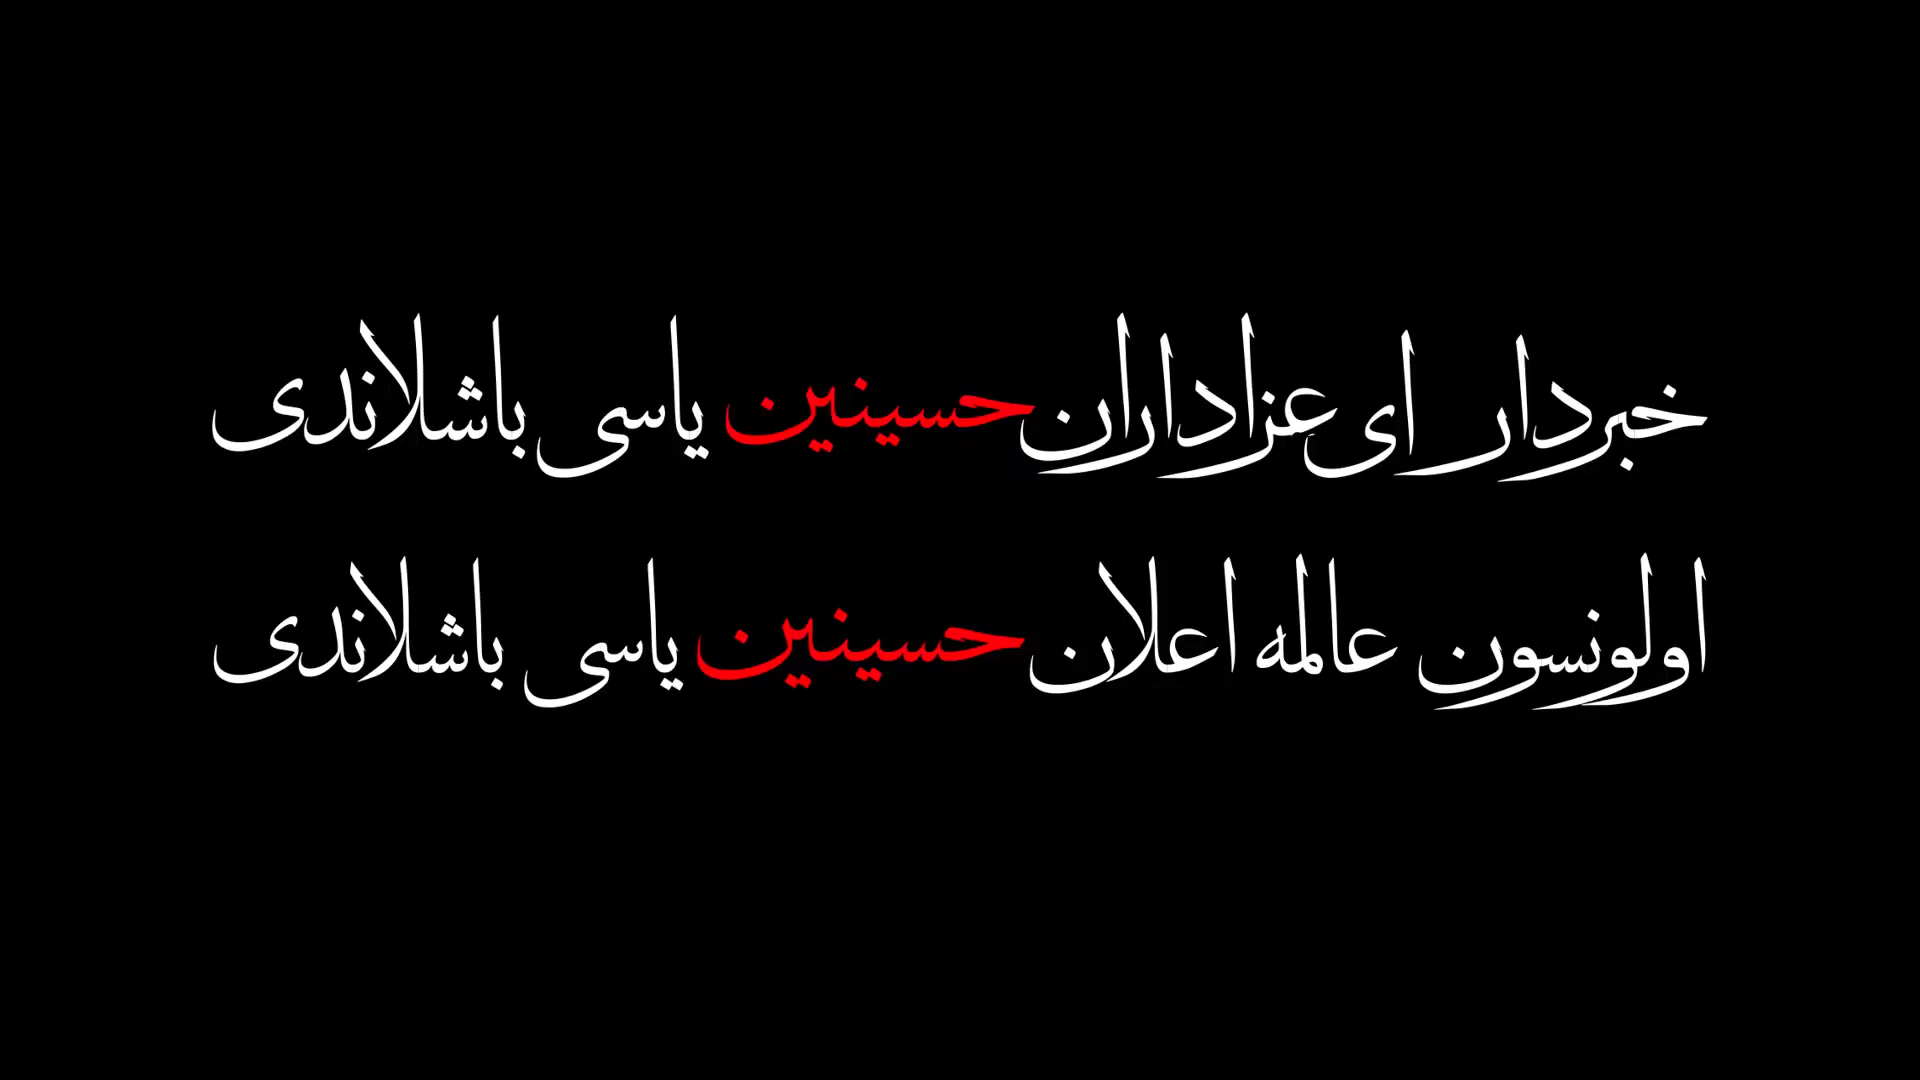 خبردار ای عزاداران حسینین یاسی باشلاندی
اولونسون عالمه اعلان حسینین یاسی باشلاندی